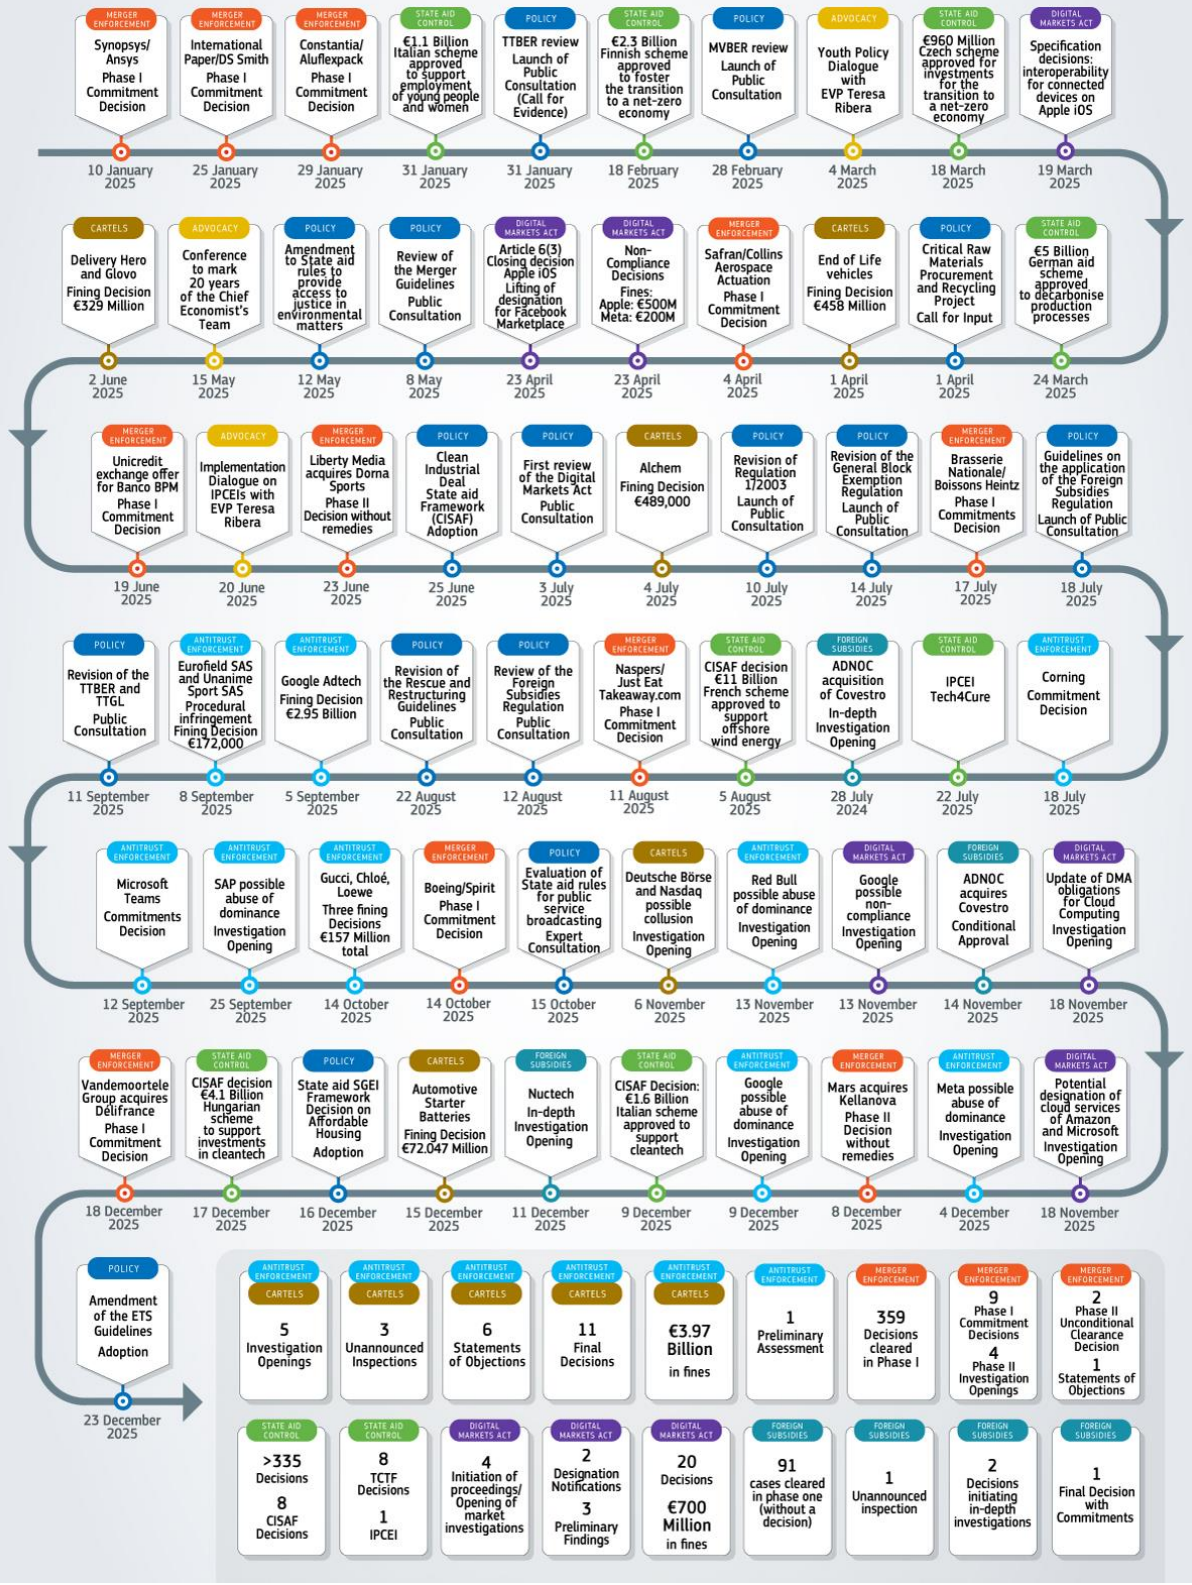 MERGER
ENFORCEMENT
Synopsys/
Ansys
Phase I
Commitment
Decision
10 January
2025
MERGER
ENFORCEMENT
International
Paper/DS Smith
Phase I
Commitment
Decision
25 January
2025
MERGER
ENFORCEMENT
Constantia/
Aluflexpack
Phase I
Commitment
Decision
29 January
2025
STATE AID
CONTROL
€1.1 Billion
Italian scheme
approved
to support
employment
of young people
and women
31 January
2025
POLICY
TTBER review
Launch of
Public
Consultation
(Call for
Evidence)
31 January
2025
STATE AID
CONTROL
€2.3 Billion
Finnish scheme
approved
to foster
the transition
to a net-zero
economy
18 February
2025
POLICY
MVBER review
Launch of
Public
Consultation
28 February
2025
ADVOCACY
Youth Policy
Dialogue
with
EVP Teresa
Ribera
4 March
2025
STATE AID
CONTROL
€960 Million
Czech scheme
approved for
investments
for the
transition to
a net-zero
economy
18 March
2025
DIGITAL
MARKETS ACT
Specification
decisions:
interoperability
for connected
devices on
Apple iOS
19 March
2025
CARTELS
Delivery Hero
and Glovo
Fining Decision
€329 Million
2 June
2025
ADVOCACY
Conference
to mark
20 years
of the Chief
Economist's
Team
15 May
2025
POLICY
Amendment
to State aid
rules to
provide
access to
justice in
environmental
matters
12 May
2025
POLICY
Review of
the Merger
Guidelines
Public
Consultation
8 May
2025
DIGITAL
MARKETS ACT
Article 6(3)
Closing decision
Apple iOS
Lifting of
designation
for Facebook
Marketplace
23 April
2025
DIGITAL
MARKETS ACT
Non-
Compliance
Decisions
Fines:
Apple: €500M
Meta: €200M
23 April
2025
MERGER
ENFORCEMENT
Safran/Collins
Aerospace
Actuation
Phase I
Commitment
Decision
4 April
2025
CARTELS
End of Life
vehicles
Fining Decision
€458 Million
1 April
2025
POLICY
Critical Raw
Materials
Procurement
and Recycling
Project
Call for Input
1 April
2025
STATE AID
CONTROL
€5 Billion
German aid
scheme
approved
to decarbonise
production
processes
24 March
2025
MERGER
ENFORCEMENT
Unicredit
exchange offer
for Banco BPM
Phase I
Commitment
Decision
19 June
2025
ADVOCACY
Implementation
Dialogue on
IPCEIs with
EVP Teresa
Ribera
20 June
2025
MERGER
ENFORCEMENT
Liberty Media
acquires Dorna
Sports
Phase II
Decision without
remedies
23 June
2025
POLICY
Clean
Industrial
Deal
State aid
Framework
(CISAF)
Adoption
25 June
2025
POLICY
First review
of the Digital
Markets Act
Public
Consultation
3 July
2025
CARTELS
Alchem
Fining Decision
€489,000
4 July
2025
POLICY
Revision of
Regulation
1/2003
Launch of
Public
Consultation
10 July
2025
POLICY
Revision of the
General Block
Exemption
Regulation
Launch of
Public
Consultation
14 July
2025
MERGER
ENFORCEMENT
Brasserie
Nationale/
Boissons Heintz
Phase I
Commitments
Decision
17 July
2025
POLICY
Guidelines on
the application
of the Foreign
Subsidies
Regulation
Launch of Public
Consultation
18 July
2025
POLICY
Revision of the
TTBER and
TTGL
Public
Consultation
11 September
2025
ANTITRUST
ENFORCEMENT
Eurofield SAS
and Unanime
Sport SAS
Procedural
infringement
Fining Decision
€172,000
8 September
2025
ANTITRUST
ENFORCEMENT
Google Adtech
Fining Decision
€2.95 Billion
5 September
2025
POLICY
Revision of
the Rescue and
Restructuring
Guidelines
Public
Consultation
22 August
2025
POLICY
Review of the
Foreign
Subsidies
Regulation
Public
Consultation
12 August
2025
MERGER
ENFORCEMENT
Naspers/
Just Eat
Takeaway.com
Phase I
Commitment
Decision
11 August
2025
STATE AID
CONTROL
CISAF decision
€11 Billion
French scheme
approved to
support
offshore
wind energy
5 August
2025
FOREIGN
SUBSIDIES
ADNOC
acquisition
of Covestro
In-depth
Investigation
Opening
28 July
2024
STATE AID
CONTROL
IPCEI
Tech4Cure
22 July
2025
ANTITRUST
ENFORCEMENT
Corning
Commitment
Decision
18 July
2025
ANTITRUST
ENFORCEMENT
Microsoft
Teams
Commitments
Decision
12 September
2025
ANTITRUST
ENFORCEMENT
SAP possible
abuse of
dominance
Investigation
Opening
25 September
2025
ANTITRUST
ENFORCEMENT
Gucci, Chloé,
Loewe
Three fining
Decisions
€157 Million
total
14 October
2025
MERGER
ENFORCEMENT
Boeing/Spirit
Phase I
Commitment
Decision
14 October
2025
POLICY
Evaluation of
State aid rules
for public
service
broadcasting
Expert
Consultation
15 October
2025
CARTELS
Deutsche Börse
and Nasdaq
possible
collusion
Investigation
Opening
6 November
2025
ANTITRUST
ENFORCEMENT
Red Bull
possible abuse
of dominance
Investigation
Opening
13 November
2025
DIGITAL
MARKETS ACT
Google
possible
non-
compliance
Investigation
Opening
13 November
2025
FOREIGN
SUBSIDIES
ADNOC
acquires
Covestro
Conditional
Approval
14 November
2025
DIGITAL
MARKETS ACT
Update of DMA
obligations
for Cloud
Computing
Investigation
Opening
18 November
2025
MERGER
ENFORCEMENT
Vandemoortele
Group acquires
Délifrance
Phase I
Commitment
Decision
18 December
2025
STATE AID
CONTROL
CISAF decision
€4.1 Billion
Hungarian
scheme
to support
investments
in cleantech
17 December
2025
POLICY
State aid SGEI
Framework
Decision on
Affordable
Housing
Adoption
16 December
2025
CARTELS
Automotive
Starter
Batteries
Fining Decision
€72.047 Million
15 December
2025
FOREIGN
SUBSIDIES
Nuctech
In-depth
Investigation
Opening
11 December
2025
STATE AID
CONTROL
CISAF Decision:
€1.6 Billion
Italian scheme
approved to
support
cleantech
9 December
2025
ANTITRUST
ENFORCEMENT
Google
possible
abuse of
dominance
Investigation
Opening
9 December
2025
MERGER
ENFORCEMENT
Mars acquires
Kellanova
Phase II
Decision
without
remedies
8 December
2025
ANTITRUST
ENFORCEMENT
Meta possible
abuse of
dominance
Investigation
Opening
4 December
2025
DIGITAL
MARKETS ACT
Potential
designation of
cloud services
of Amazon
and Microsoft
Investigation
Opening
18 November
2025
POLICY
Amendment
of the ETS
Guidelines
Adoption
23 December
2025
ANTITRUST
ENFORCEMENT
CARTELS
5
Investigation
Openings
ANTITRUST
ENFORCEMENT
CARTELS
3
Unannounced
Inspections
ANTITRUST
ENFORCEMENT
CARTELS
6
Statements
of Objections
ANTITRUST
ENFORCEMENT
CARTELS
11
Final
Decisions
ANTITRUST
ENFORCEMENT
CARTELS
€3.97
Billion
in fines
ANTITRUST
ENFORCEMENT
1
Preliminary
Assessment
MERGER
ENFORCEMENT
359
Decisions
cleared
in Phase I
MERGER
ENFORCEMENT
9
Phase I
Commitment
Decisions
4
Phase II
Investigation
Openings
MERGER
ENFORCEMENT
2
Phase II
Unconditional
Clearance
Decision
1
Statements of
Objections
STATE AID
CONTROL
>335
Decisions
8
CISAF
Decisions
STATE AID
CONTROL
8
TCTF
Decisions
1
IPCEI
DIGITAL
MARKETS ACT
4
Initiation of
proceedings/
Opening of
market
investigations
DIGITAL
MARKETS ACT
2
Designation
Notifications
3
Preliminary
Findings
DIGITAL
MARKETS ACT
20
Decisions
€700
Million
in fines
FOREIGN
SUBSIDIES
91
cases cleared
in phase one
(without a
decision)
FOREIGN
SUBSIDIES
1
Unannounced
inspection
FOREIGN
SUBSIDIES
2
Decisions
initiating
in-depth
investigations
FOREIGN
SUBSIDIES
1
Final Decision
with
Commitments